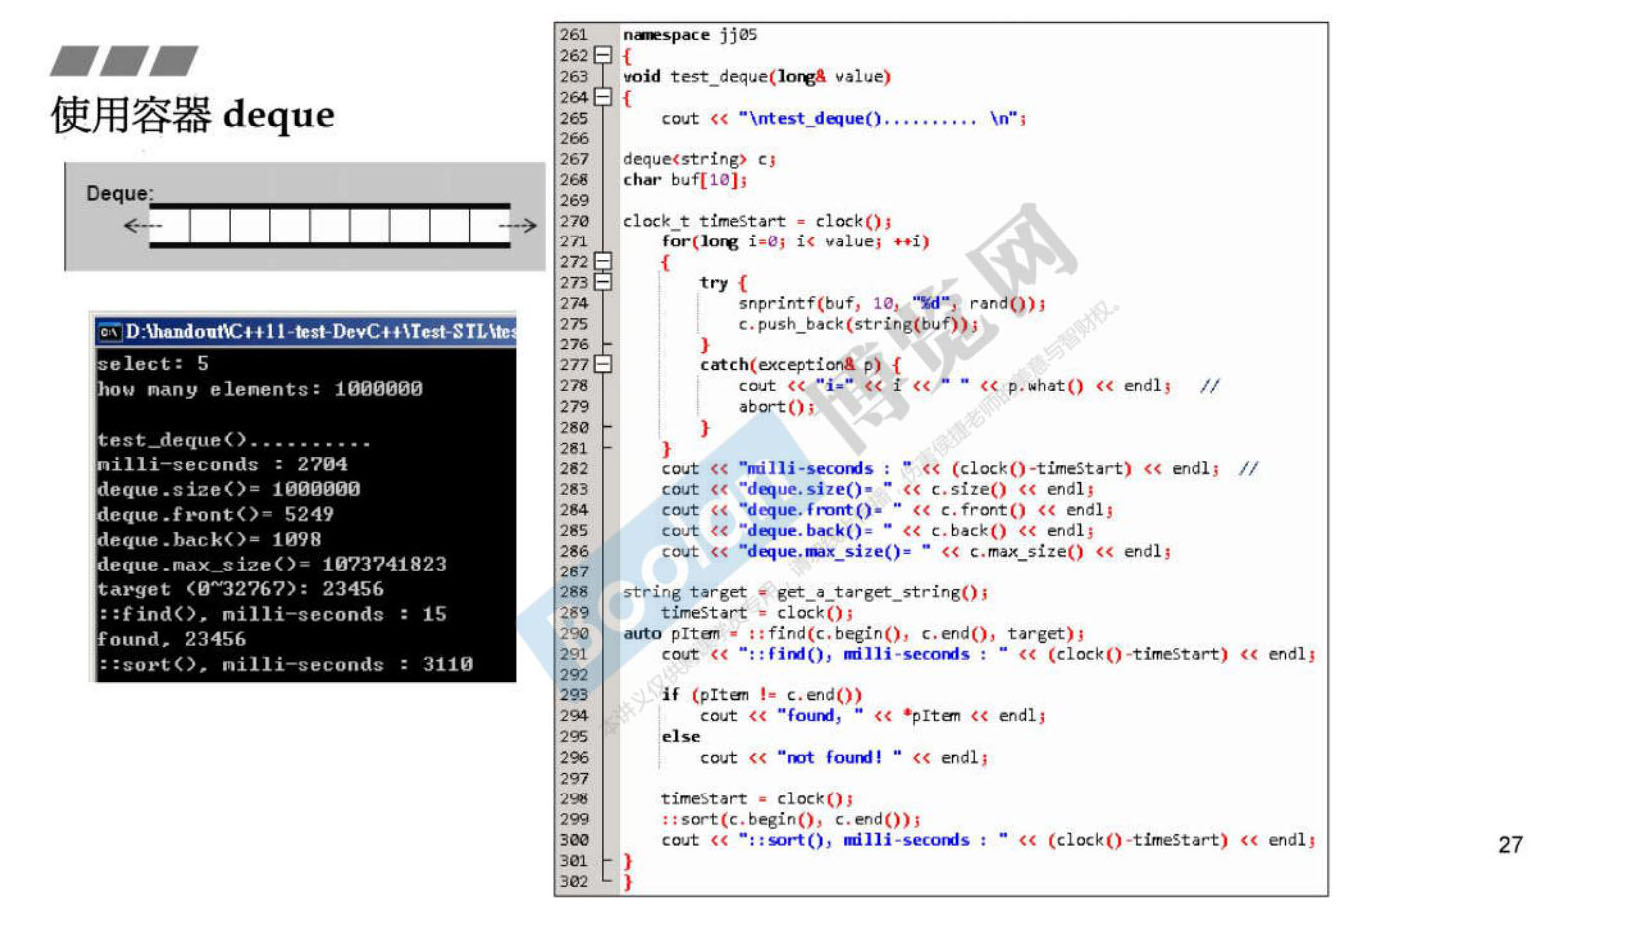 使用容器 deque
Deque:
D:\handout\C++11-test-DevC++\Test-STL\tes
select: 5
how many elements: 1000000
test_deque()..........
milli-seconds : 2704
deque.size()= 1000000
deque.front()= 5249
deque.back()= 1098
deque.max_size()= 1073741823
target (0~32767): 23456
::find(), milli-seconds : 15
found, 23456
::sort(), milli-seconds : 3110
261 namespace jj05
262 {
263 void test_deque(long& value)
264 {
265 cout << "\ntest_deque().......... \n";
266
267 deque<string> c;
268 char buf[10];
269
270 clock_t timeStart = clock();
271 for(long i=0; i< value; ++i)
272 {
273 try {
274 snprintf(buf, 10, "%d", rand());
275 c.push_back(string(buf));
276 }
277 catch(exception& p) {
278 cout << "i=" << i << " " << p.what() << endl; //
279 abort();
280 }
281 }
282 cout << "milli-seconds : " << (clock()-timeStart) << endl; //
283 cout << "deque.size()= " << c.size() << endl;
284 cout << "deque.front()= " << c.front() << endl;
285 cout << "deque.back()= " << c.back() << endl;
286 cout << "deque.max_size()= " << c.max_size() << endl;
287
288 string target = get_a_target_string();
289 timeStart = clock();
290 auto pItem = ::find(c.begin(), c.end(), target);
291 cout << "::find(), milli-seconds : " << (clock()-timeStart) << endl;
292
293 if (pItem != c.end())
294 cout << "found, " << *pItem << endl;
295 else
296 cout << "not found! " << endl;
297
298 timeStart = clock();
299 ::sort(c.begin(), c.end());
300 cout << "::sort(), milli-seconds : " << (clock()-timeStart) << endl;
301 }
302 }
Boolan 博览网
27